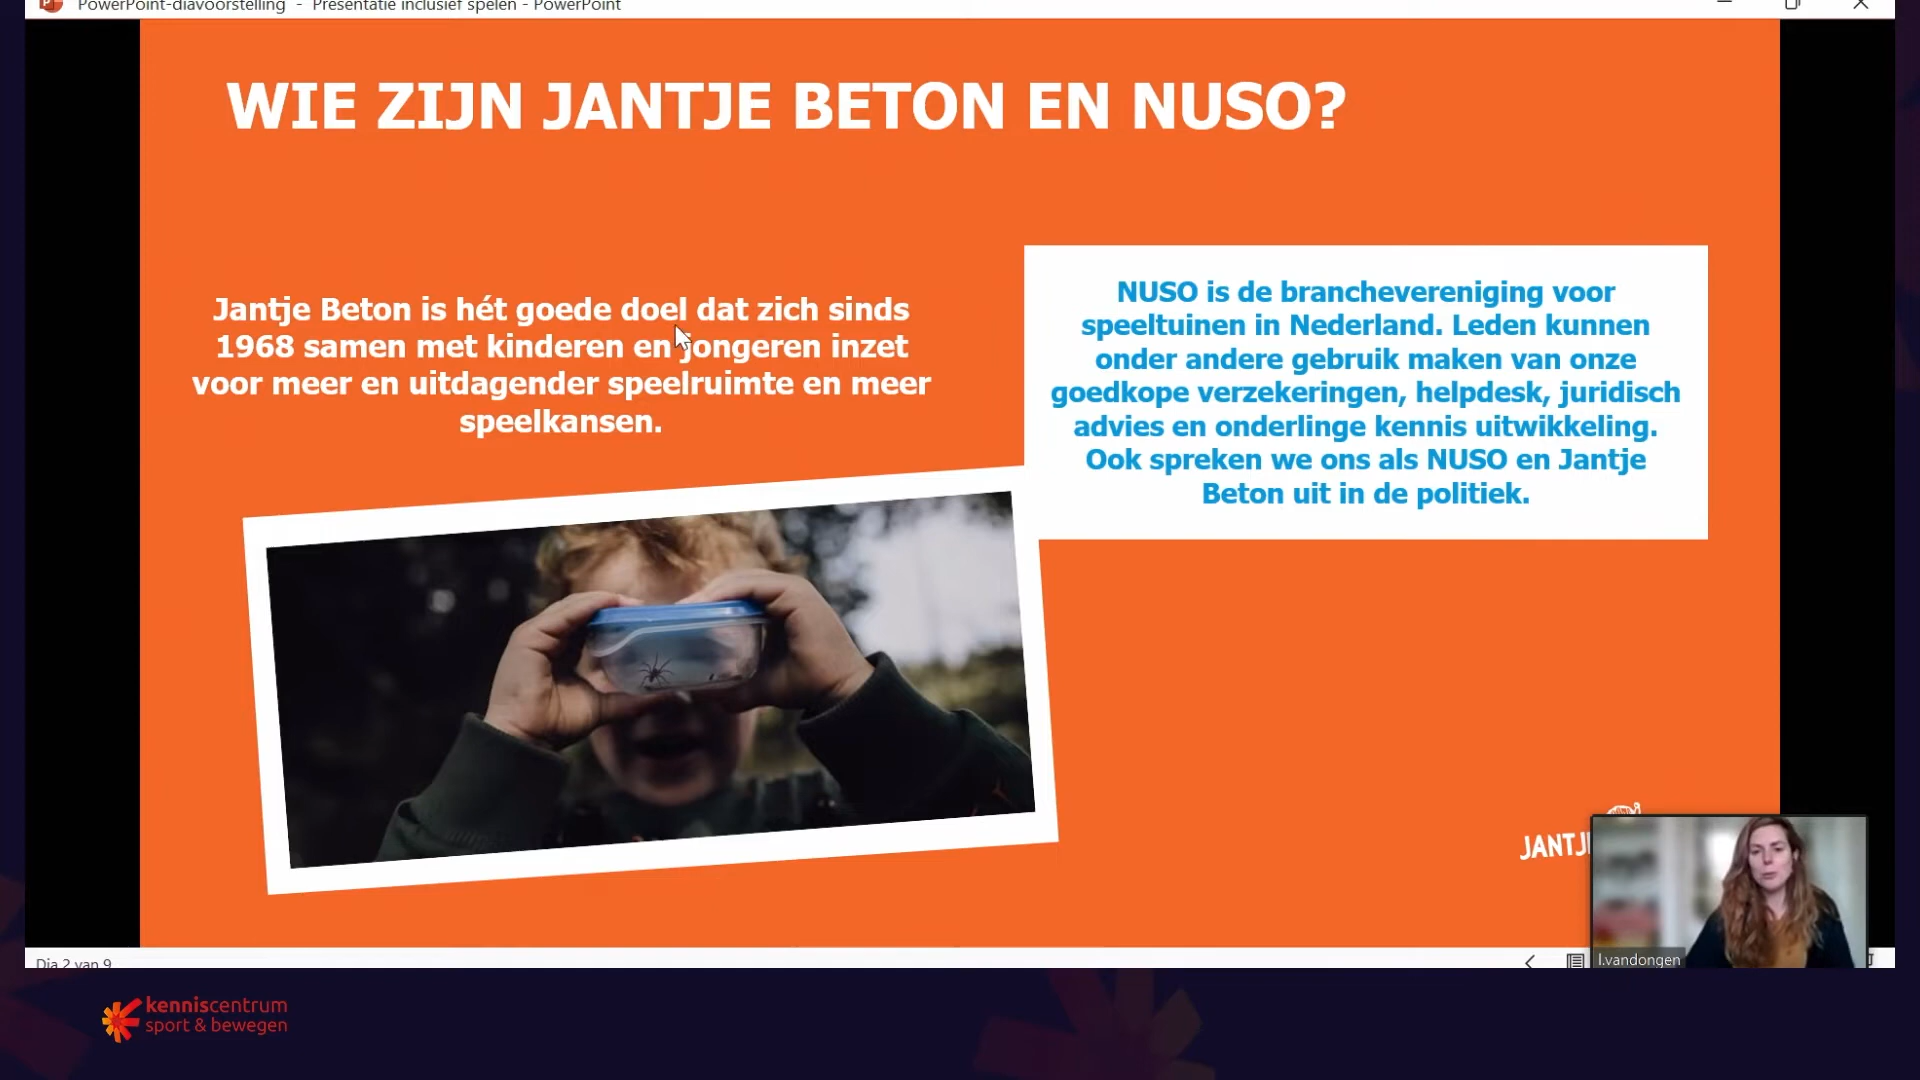 PowerPoint-diavoorstelling - Presentatie inclusief spelen - PowerPoint
WIE ZIJN JANTJE BETON EN NUSO?
Jantje Beton is hét goede doel dat zich sinds
1968 samen met kinderen en jongeren inzet
voor meer en uitdagender speelruimte en meer
speelkansen.
NUSO is de branchevereniging voor
speeltuinen in Nederland. Leden kunnen
onder andere gebruik maken van onze
goedkope verzekeringen, helpdesk, juridisch
advies en onderlinge kennis uitwikkeling.
Ook spreken we ons als NUSO en Jantje
Beton uit in de politiek.
JANTJ
I.vandongen
Dia 2 van 9
kenniscentrum
sport & bewegen